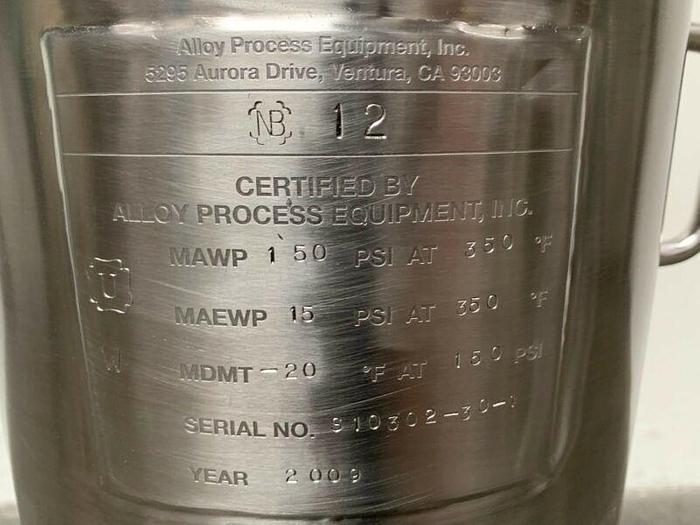 Alloy Process Equipment, Inc.
5295 Aurora Drive, Ventura, CA 93003
NB 12
CERTIFIED BY
ALLOY PROCESS EQUIPMENT, INC.
MAWP 150 PSI AT 350 °F
U
MAEWP 15 PSI AT 350 °F
W
MDMT -20 °F AT 150 PSI
SERIAL NO. S10302-30-1
YEAR 2009